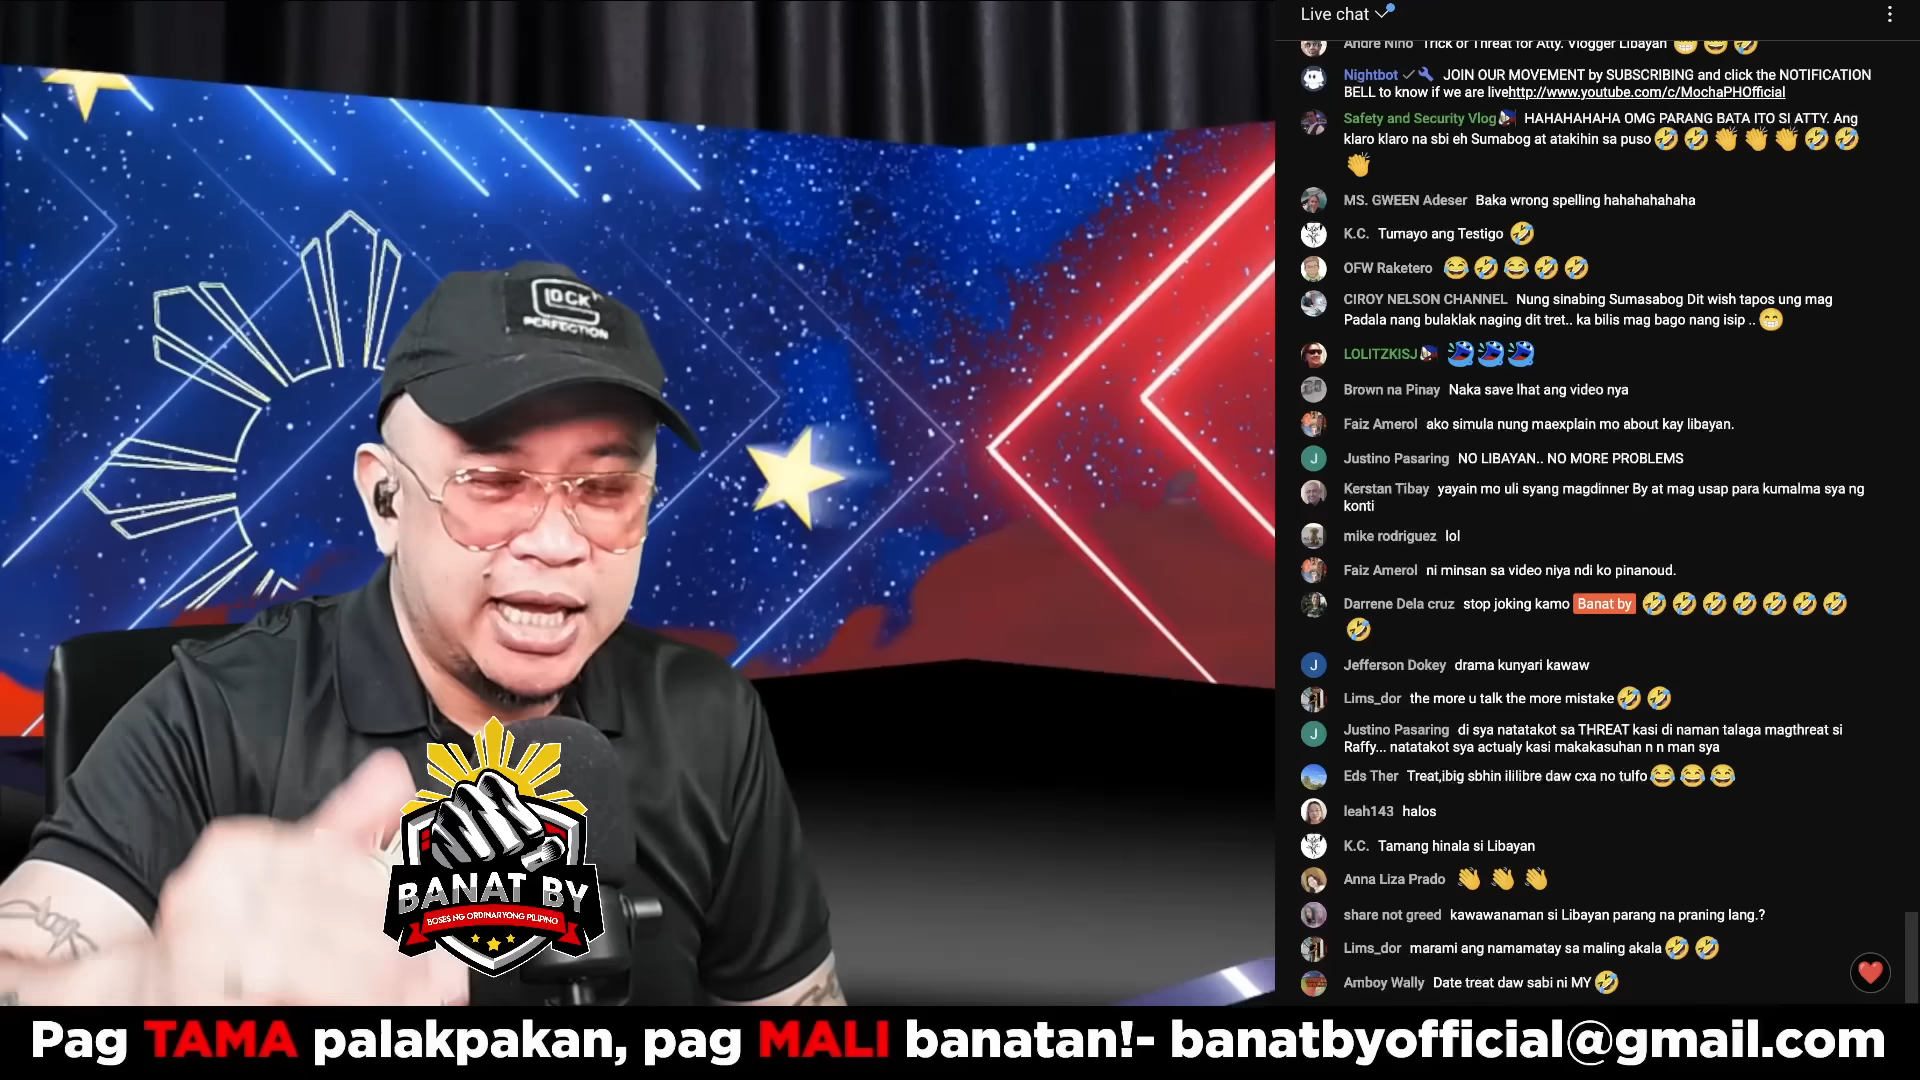 GLOCK
PERFECTION
BANAT BY
BOSES NG ORDINARYONG PILIPINO
Live chat
Andre Nino Trick or Threat for Atty. Vlogger Libayan 😁😅🤣
Nightbot JOIN OUR MOVEMENT by SUBSCRIBING and click the NOTIFICATION
BELL to know if we are livehttp://www.youtube.com/c/MochaPHOfficial
Safety and Security Vlog HAHAHAHAHA OMG PARANG BATA ITO SI ATTY. Ang
klaro klaro na sbi eh Sumabog at atakihin sa puso 🤣🤣👏👏👏🤣🤣
👏
MS. GWEEN Adeser Baka wrong spelling hahahahahaha
K.C. Tumayo ang Testigo 🤣
OFW Raketero 😂🤣😂🤣🤣
CIROY NELSON CHANNEL Nung sinabing Sumasabog Dit wish tapos ung mag
Padala nang bulaklak naging dit tret.. ka bilis mag bago nang isip .. 😁
LOLITZKISJ
Brown na Pinay Naka save lhat ang video nya
Faiz Amerol ako simula nung maexplain mo about kay libayan.
J Justino Pasaring NO LIBAYAN.. NO MORE PROBLEMS
Kerstan Tibay yayain mo uli syang magdinner By at mag usap para kumalma sya ng
konti
mike rodriguez lol
Faiz Amerol ni minsan sa video niya ndi ko pinanoud.
Darrene Dela cruz stop joking kamo Banat by 🤣🤣🤣🤣🤣🤣🤣
🤣
J Jefferson Dokey drama kunyari kawaw
Lims_dor the more u talk the more mistake 🤣🤣
J Justino Pasaring di sya natatakot sa THREAT kasi di naman talaga magthreat si
Raffy... natatakot sya actualy kasi makakasuhan n n man sya
Eds Ther Treat,ibig sbhin ililibre daw cxa no tulfo 😂😂😂
leah143 halos
K.C. Tamang hinala si Libayan
Anna Liza Prado 👏👏👏
share not greed kawawanaman si Libayan parang na praning lang.?
Lims_dor marami ang namamatay sa maling akala 🤣🤣
Amboy Wally Date treat daw sabi ni MY 🤣
Pag TAMA palakpakan, pag MALI banatan!- banatbyofficial@gmail.com